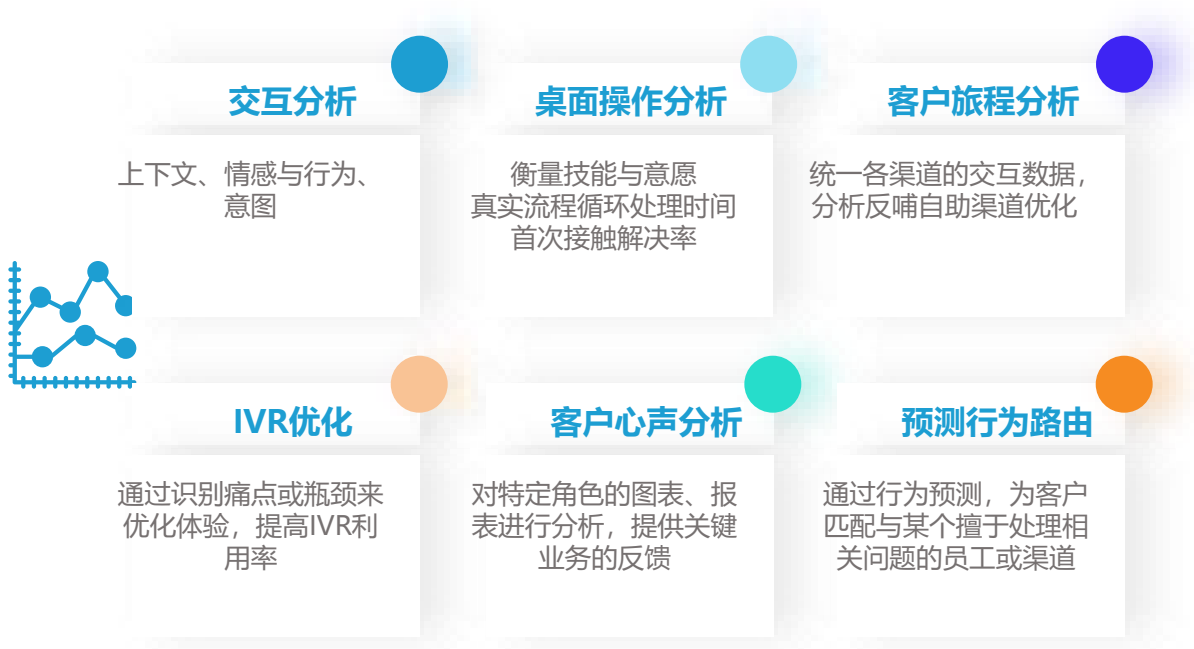 交互分析
上下文、情感与行为、
意图
桌面操作分析
衡量技能与意愿
真实流程循环处理时间
首次接触解决率
客户旅程分析
统一各渠道的交互数据，
分析反哺自助渠道优化
IVR优化
通过识别痛点或瓶颈来
优化体验，提高IVR利
用率
客户心声分析
对特定角色的图表、报
表进行分析，提供关键
业务的反馈
预测行为路由
通过行为预测，为客户
匹配与某个擅于处理相
关问题的员工或渠道